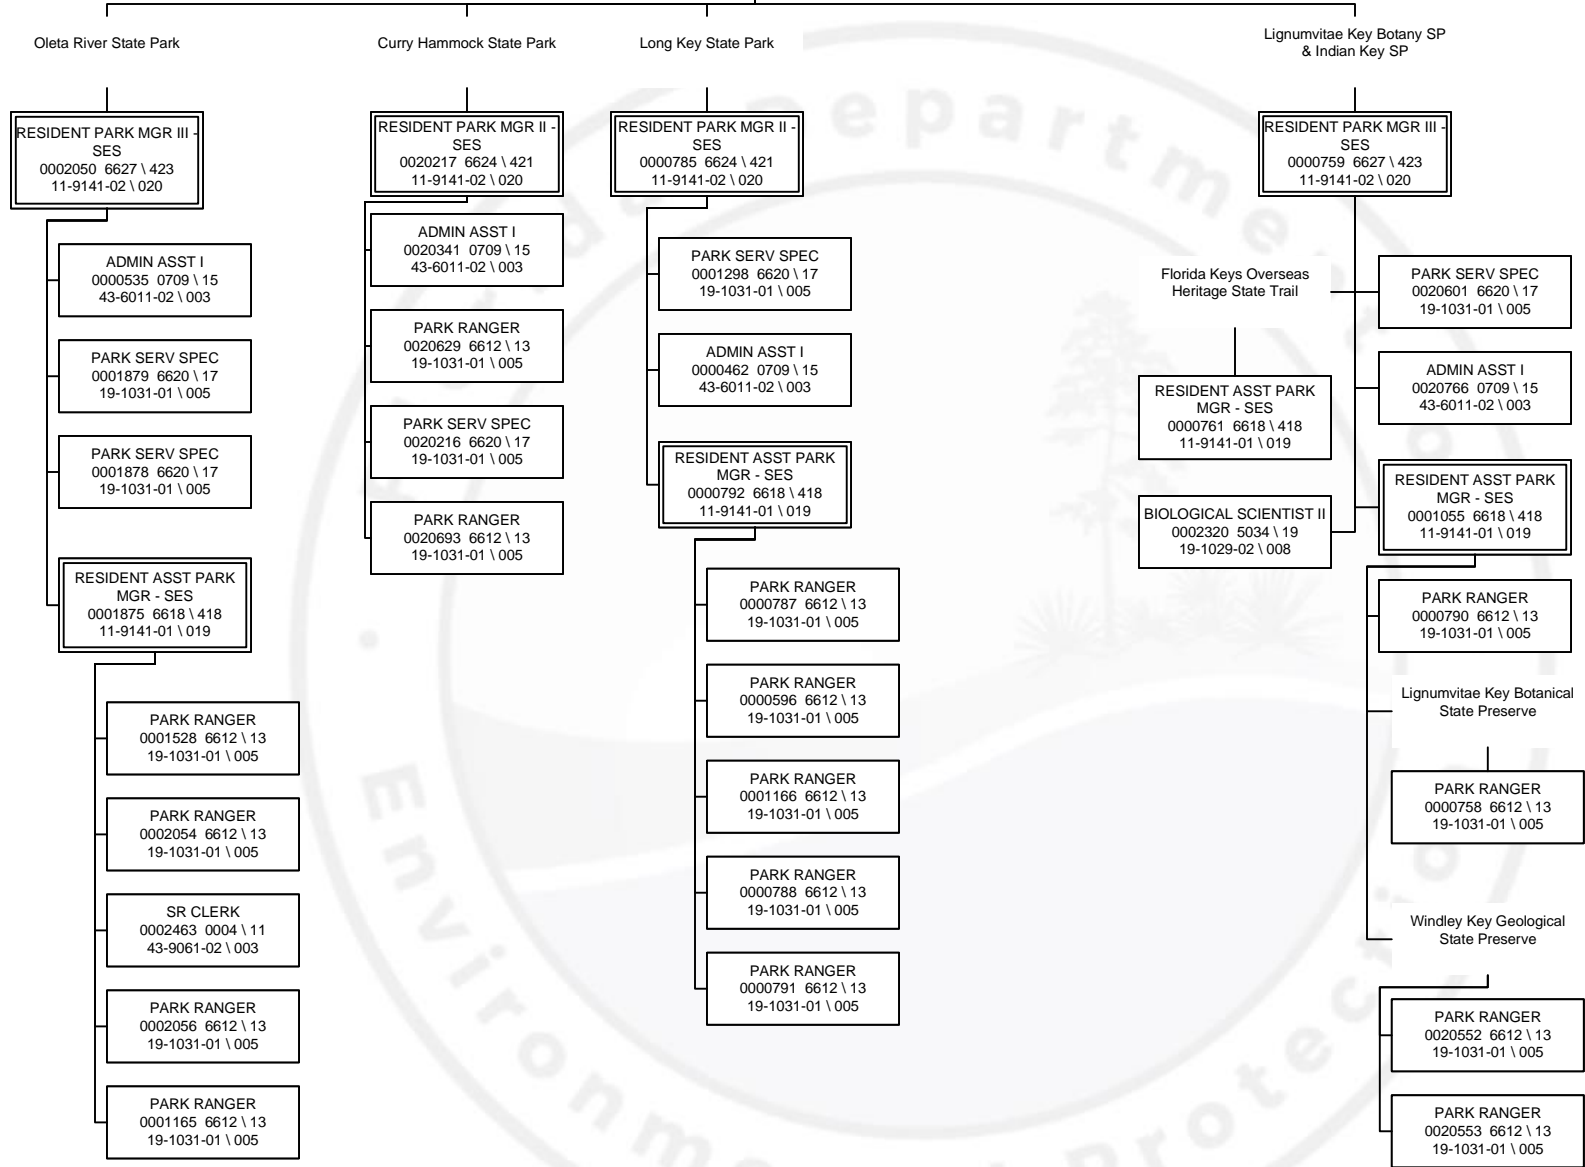 Oleta River State Park
RESIDENT PARK MGR III -
SES
0002050 6627 \ 423
11-9141-02 \ 020
ADMIN ASST I
0000535 0709 \ 15
43-6011-02 \ 003
PARK SERV SPEC
0001879 6620 \ 17
19-1031-01 \ 005
PARK SERV SPEC
0001878 6620 \ 17
19-1031-01 \ 005
RESIDENT ASST PARK
MGR - SES
0001875 6618 \ 418
11-9141-01 \ 019
PARK RANGER
0001528 6612 \ 13
19-1031-01 \ 005
PARK RANGER
0002054 6612 \ 13
19-1031-01 \ 005
SR CLERK
0002463 0004 \ 11
43-9061-02 \ 003
PARK RANGER
0002056 6612 \ 13
19-1031-01 \ 005
PARK RANGER
0001165 6612 \ 13
19-1031-01 \ 005
Curry Hammock State Park
RESIDENT PARK MGR II -
SES
0020217 6624 \ 421
11-9141-02 \ 020
ADMIN ASST I
0020341 0709 \ 15
43-6011-02 \ 003
PARK RANGER
0020629 6612 \ 13
19-1031-01 \ 005
PARK SERV SPEC
0020216 6620 \ 17
19-1031-01 \ 005
PARK RANGER
0020693 6612 \ 13
19-1031-01 \ 005
Long Key State Park
RESIDENT PARK MGR II -
SES
0000785 6624 \ 421
11-9141-02 \ 020
PARK SERV SPEC
0001298 6620 \ 17
19-1031-01 \ 005
ADMIN ASST I
0000462 0709 \ 15
43-6011-02 \ 003
RESIDENT ASST PARK
MGR - SES
0000792 6618 \ 418
11-9141-01 \ 019
PARK RANGER
0000787 6612 \ 13
19-1031-01 \ 005
PARK RANGER
0000596 6612 \ 13
19-1031-01 \ 005
PARK RANGER
0001166 6612 \ 13
19-1031-01 \ 005
PARK RANGER
0000788 6612 \ 13
19-1031-01 \ 005
PARK RANGER
0000791 6612 \ 13
19-1031-01 \ 005
Lignumvitae Key Botany SP
& Indian Key SP
RESIDENT PARK MGR III -
SES
0000759 6627 \ 423
11-9141-02 \ 020
Florida Keys Overseas
Heritage State Trail
RESIDENT ASST PARK
MGR - SES
0000761 6618 \ 418
11-9141-01 \ 019
BIOLOGICAL SCIENTIST II
0002320 5034 \ 19
19-1029-02 \ 008
PARK SERV SPEC
0020601 6620 \ 17
19-1031-01 \ 005
ADMIN ASST I
0020766 0709 \ 15
43-6011-02 \ 003
RESIDENT ASST PARK
MGR - SES
0001055 6618 \ 418
11-9141-01 \ 019
PARK RANGER
0000790 6612 \ 13
19-1031-01 \ 005
Lignumvitae Key Botanical
State Preserve
PARK RANGER
0000758 6612 \ 13
19-1031-01 \ 005
Windley Key Geological
State Preserve
PARK RANGER
0020552 6612 \ 13
19-1031-01 \ 005
PARK RANGER
0020553 6612 \ 13
19-1031-01 \ 005